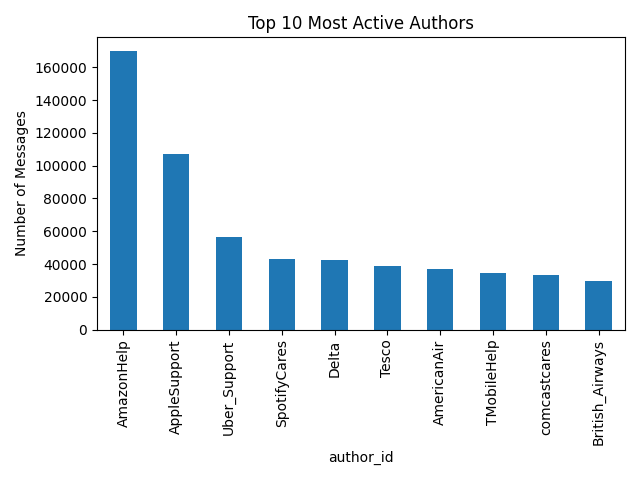 Top 10 Most Active Authors
Number of Messages
160000
140000
120000
100000
80000
60000
40000
20000
0
AmazonHelp
AppleSupport
Uber_Support
SpotifyCares
Delta
Tesco
AmericanAir
TMobileHelp
comcastcares
British_Airways
author_id